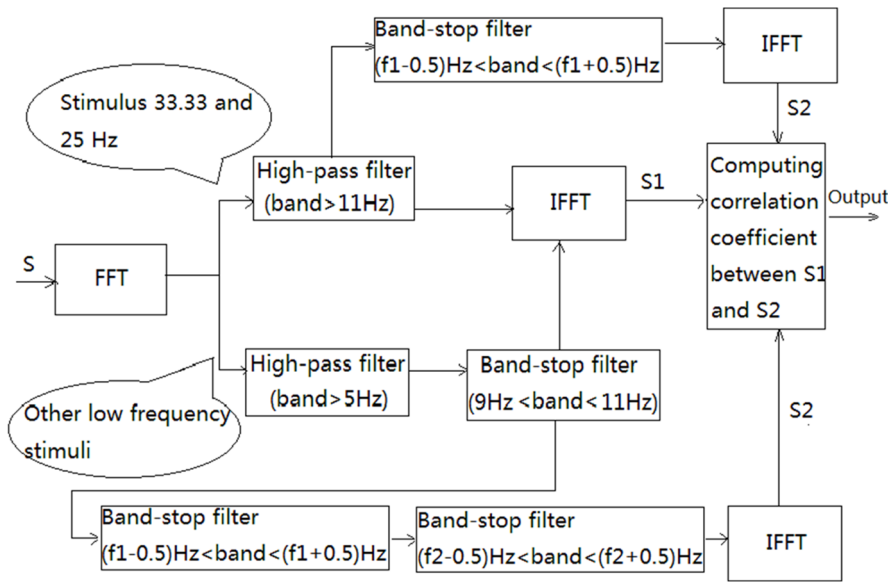 Band-stop filter
(f1-0.5)Hz<band<(f1+0.5)Hz
IFFT
Stimulus 33.33 and
25 Hz
S2
High-pass filter
(band>11Hz)
IFFT
S1
Computing
correlation
coefficient
between S1
and S2
Output
S
FFT
High-pass filter
(band>5Hz)
Band-stop filter
(9Hz <band<11Hz)
Other low frequency
stimuli
S2
Band-stop filter
(f1-0.5)Hz<band<(f1+0.5)Hz
Band-stop filter
(f2-0.5)Hz<band<(f2+0.5)Hz
IFFT